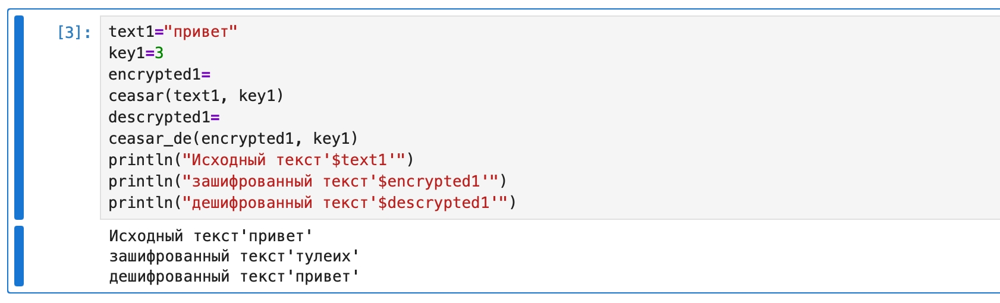 [3]: text1="привет"
key1=3
encrypted1=
ceasar(text1, key1)
descrypted1=
ceasar_de(encrypted1, key1)
println("Исходный текст'$text1'")
println("зашифрованный текст'$encrypted1'")
println("дешифрованный текст'$descrypted1'")
Исходный текст'привет'
зашифрованный текст'тулеих'
дешифрованный текст'привет'